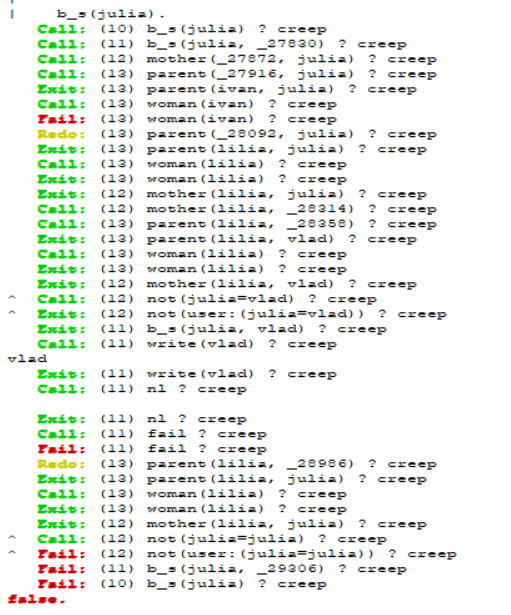 |    b_s(julia).
   Call: (10) b_s(julia) ? creep
   Call: (11) b_s(julia, _27830) ? creep
   Call: (12) mother(_27872, julia) ? creep
   Call: (13) parent(_27916, julia) ? creep
   Exit: (13) parent(ivan, julia) ? creep
   Call: (13) woman(ivan) ? creep
   Fail: (13) woman(ivan) ? creep
   Redo: (13) parent(_28092, julia) ? creep
   Exit: (13) parent(lilia, julia) ? creep
   Call: (13) woman(lilia) ? creep
   Exit: (13) woman(lilia) ? creep
   Exit: (12) mother(lilia, julia) ? creep
   Call: (12) mother(lilia, _28314) ? creep
   Call: (13) parent(lilia, _28358) ? creep
   Exit: (13) parent(lilia, vlad) ? creep
   Call: (13) woman(lilia) ? creep
   Exit: (13) woman(lilia) ? creep
   Exit: (12) mother(lilia, vlad) ? creep
^  Call: (12) not(julia=vlad) ? creep
^  Exit: (12) not(user:(julia=vlad)) ? creep
   Exit: (11) b_s(julia, vlad) ? creep
   Call: (11) write(vlad) ? creep
vlad
   Exit: (11) write(vlad) ? creep
   Call: (11) nl ? creep
   Exit: (11) nl ? creep
   Call: (11) fail ? creep
   Fail: (11) fail ? creep
   Redo: (13) parent(lilia, _28986) ? creep
   Exit: (13) parent(lilia, julia) ? creep
   Call: (13) woman(lilia) ? creep
   Exit: (13) woman(lilia) ? creep
   Exit: (12) mother(lilia, julia) ? creep
^  Call: (12) not(julia=julia) ? creep
^  Fail: (12) not(user:(julia=julia)) ? creep
   Fail: (11) b_s(julia, _29306) ? creep
   Fail: (10) b_s(julia) ? creep
false.